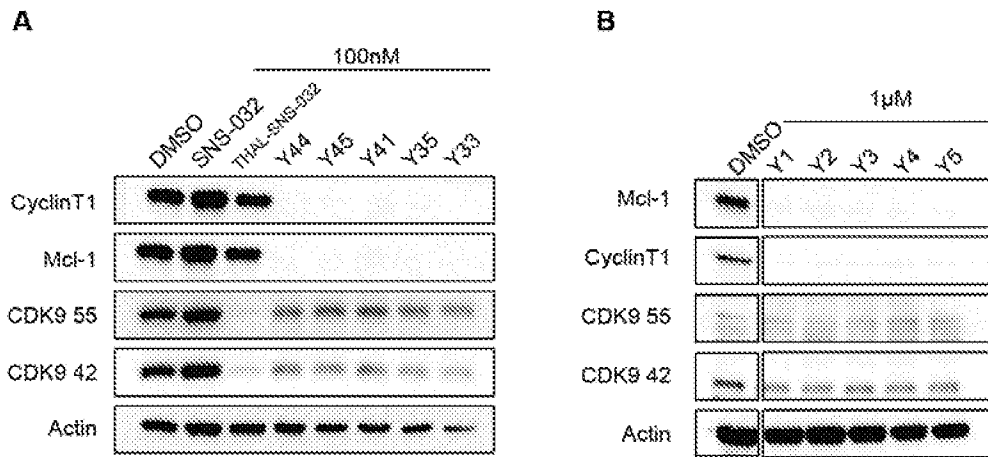 A
100nM
DMSO
SNS-032
THAL-SNS-032
Y44
Y45
Y41
Y35
Y33
CyclinT1
Mcl-1
CDK9 55
CDK9 42
Actin
B
1µM
DMSO
Y1
Y2
Y3
Y4
Y5
Mcl-1
CyclinT1
CDK9 55
CDK9 42
Actin